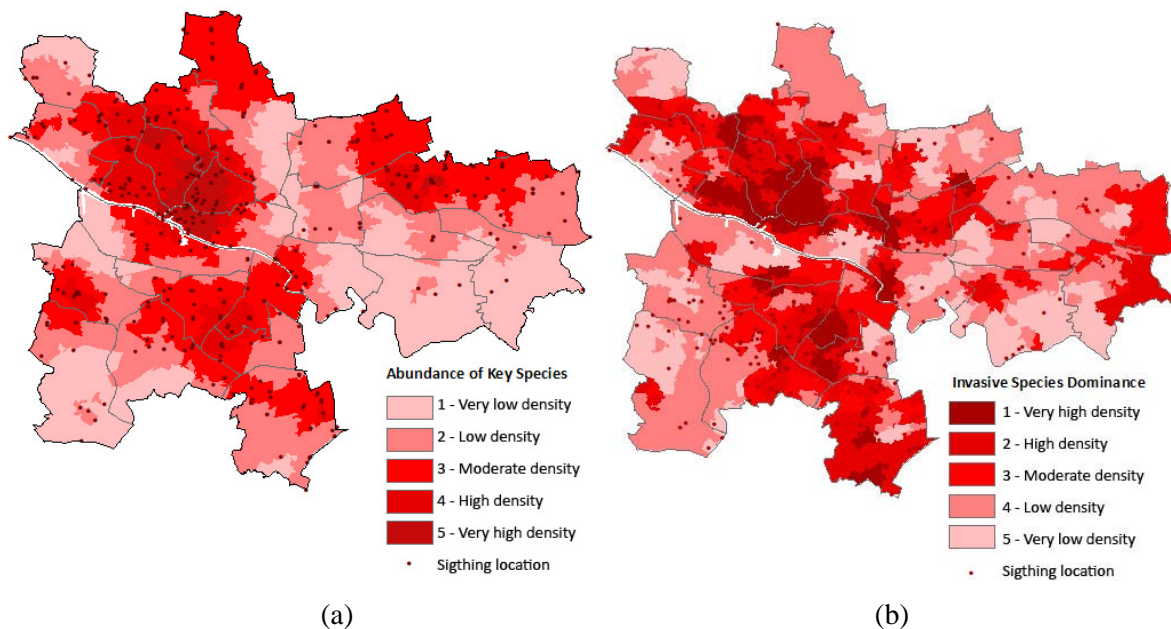 Abundance of Key Species
1 - Very low density
2 - Low density
3 - Moderate density
4 - High density
5 - Very high density
Sigthing location
(a)
Invasive Species Dominance
1 - Very high density
2 - High density
3 - Moderate density
4 - Low density
5 - Very low density
Sigthing location
(b)